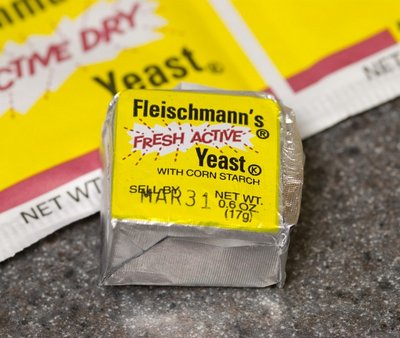 schmann's
ACTIVE DRY
Yeast®
NET W
NET
Fleischmann's®
FRESH ACTIVE
Yeast Ⓚ
WITH CORN STARCH
SELL BY NET WT.
MAR31 0.6 OZ.
(17g)